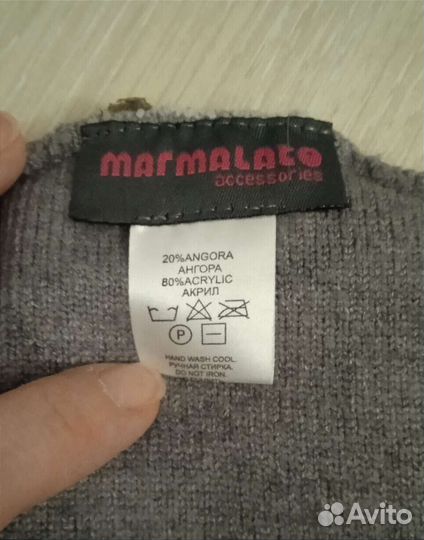 marmalato
accessories
20%ANGORA
АНГОРА
80%ACRYLIC
АКРИЛ
P
HAND WASH COOL.
РУЧНАЯ СТИРКА.
DO NOT IRON.
Avito